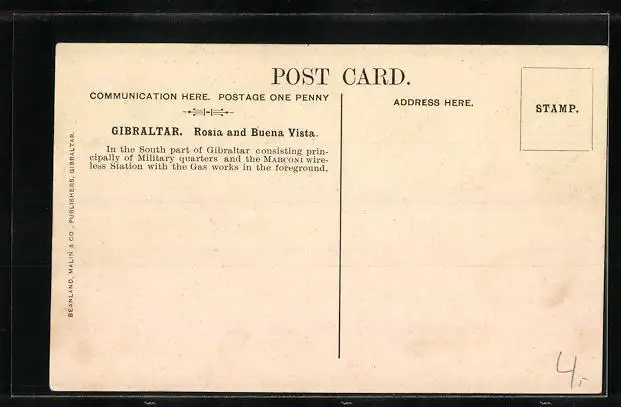 POST CARD.
COMMUNICATION HERE. POSTAGE ONE PENNY
ADDRESS HERE.
STAMP.
GIBRALTAR. Rosia and Buena Vista.
In the South part of Gibraltar consisting prin-
cipally of Military quarters and the MARCONI wire-
less Station with the Gas works in the foreground.
BEANLAND, MALIN & CO., PUBLISHERS, GIBRALTAR.
4.-